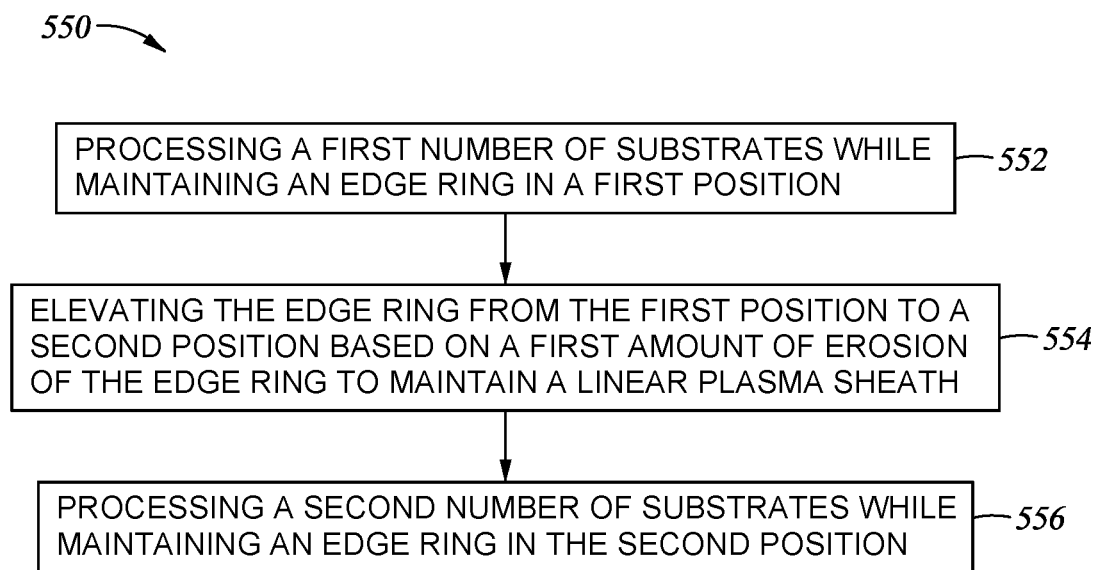 550
PROCESSING A FIRST NUMBER OF SUBSTRATES WHILE
MAINTAINING AN EDGE RING IN A FIRST POSITION
552
ELEVATING THE EDGE RING FROM THE FIRST POSITION TO A
SECOND POSITION BASED ON A FIRST AMOUNT OF EROSION
OF THE EDGE RING TO MAINTAIN A LINEAR PLASMA SHEATH
554
PROCESSING A SECOND NUMBER OF SUBSTRATES WHILE
MAINTAINING AN EDGE RING IN THE SECOND POSITION
556